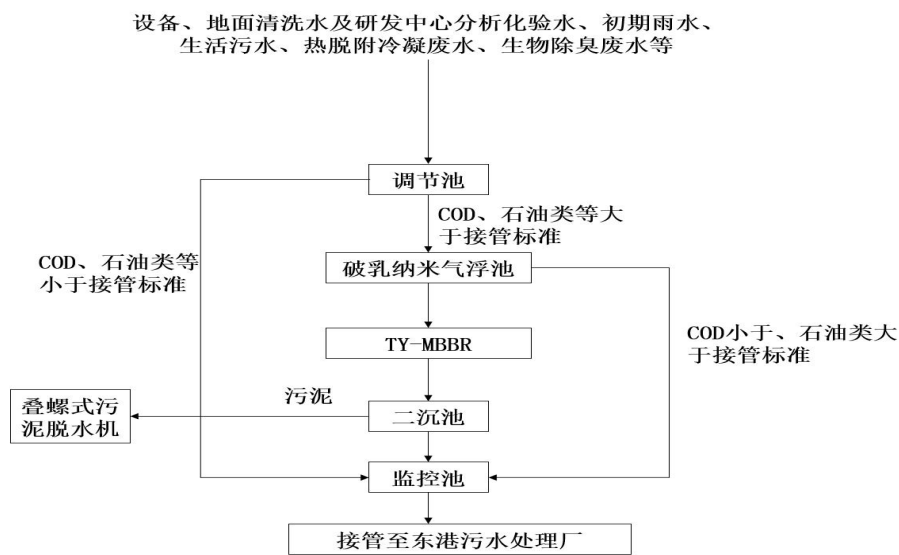 设备、地面清洗水及研发中心分析化验水、初期雨水、
生活污水、热脱附冷凝废水、生物除臭废水等
调节池
COD、石油类等大
于接管标准
COD、石油类等
小于接管标准
破乳纳米气浮池
COD小于、石油类大
于接管标准
TY-MBBR
污泥
叠螺式污
泥脱水机
二沉池
监控池
接管至东港污水处理厂